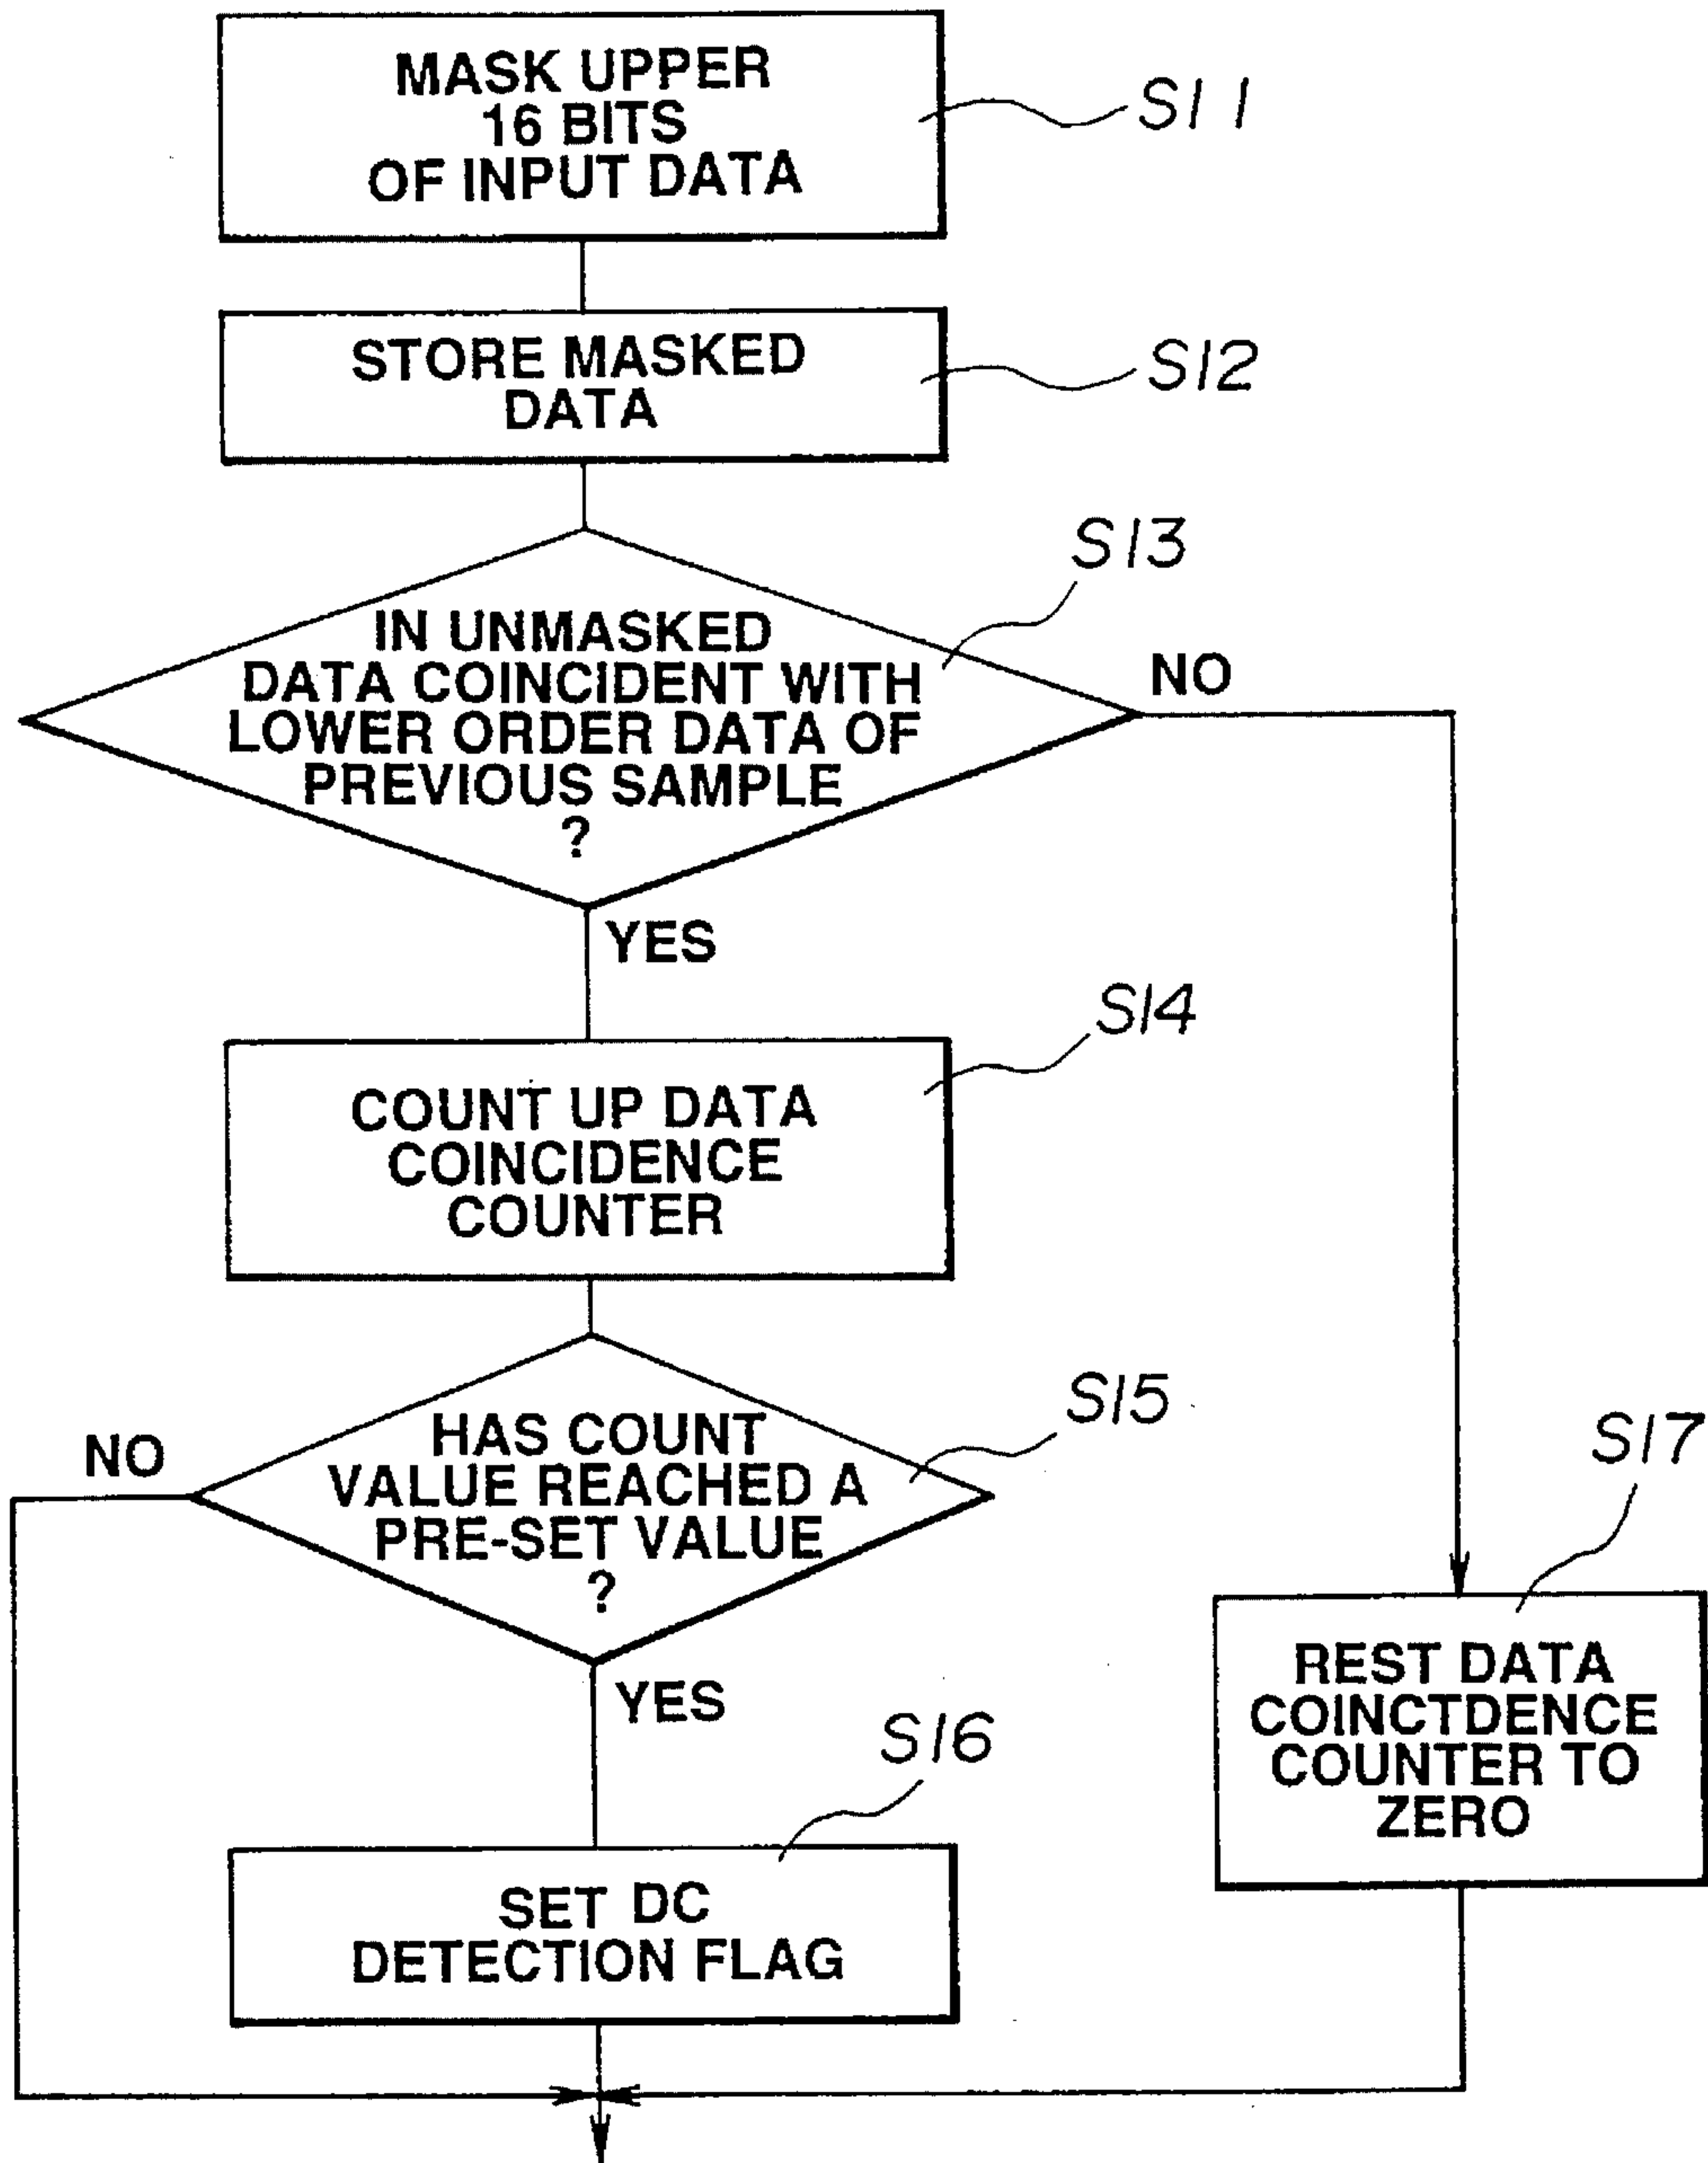 MASK UPPER
16 BITS
OF INPUT DATA
S11
STORE MASKED
DATA
S12
S13
IN UNMASKED
DATA COINCIDENT WITH
LOWER ORDER DATA OF
PREVIOUS SAMPLE
?
NO
YES
S14
COUNT UP DATA
COINCIDENCE
COUNTER
S15
HAS COUNT
VALUE REACHED A
PRE-SET VALUE
?
NO
YES
S17
REST DATA
COINCTDENCE
COUNTER TO
ZERO
S16
SET DC
DETECTION FLAG